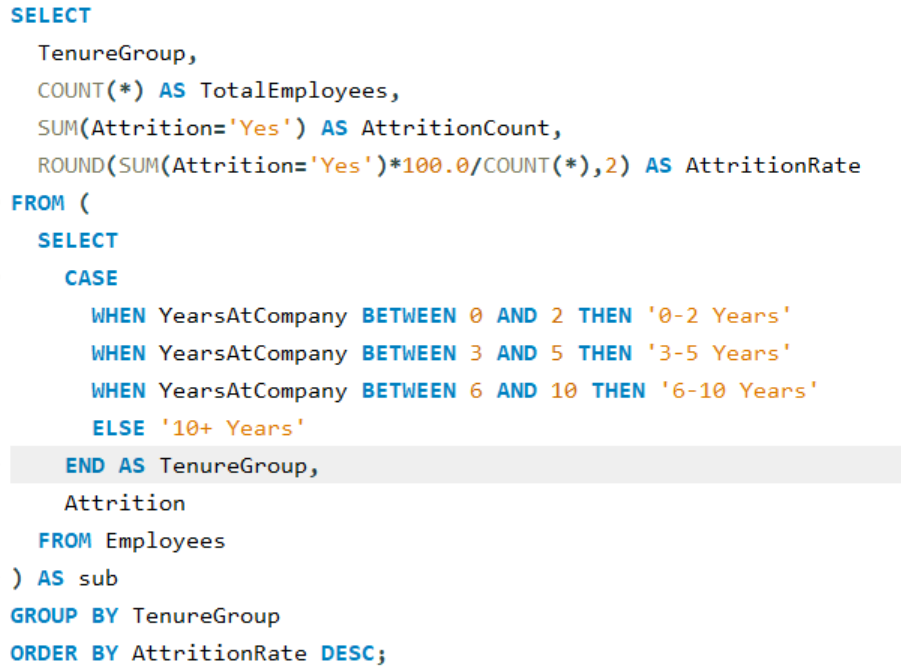 SELECT
  TenureGroup,
  COUNT(*) AS TotalEmployees,
  SUM(Attrition='Yes') AS AttritionCount,
  ROUND(SUM(Attrition='Yes')*100.0/COUNT(*),2) AS AttritionRate
FROM (
  SELECT
    CASE
      WHEN YearsAtCompany BETWEEN 0 AND 2 THEN '0-2 Years'
      WHEN YearsAtCompany BETWEEN 3 AND 5 THEN '3-5 Years'
      WHEN YearsAtCompany BETWEEN 6 AND 10 THEN '6-10 Years'
      ELSE '10+ Years'
    END AS TenureGroup,
    Attrition
  FROM Employees
) AS sub
GROUP BY TenureGroup
ORDER BY AttritionRate DESC;